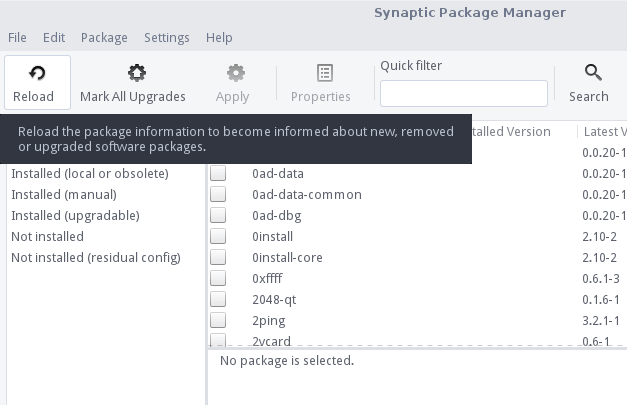 Synaptic Package Manager
File Edit Package Settings Help
Reload Mark All Upgrades Apply Properties Quick filter Search
Reload the package information to become informed about new, removed
or upgraded software packages.
Latest
0.0.20-1
Installed (local or obsolete) 0ad-data 0.0.20-1
Installed (manual) 0ad-data-common 0.0.20-1
Installed (upgradable) 0ad-dbg 0.0.20-1
Not installed 0install 2.10-2
Not installed (residual config) 0install-core 2.10-2
0xffff 0.6.1-3
2048-qt 0.1.6-1
2ping 3.2.1-1
2vcard 0.6-1
No package is selected.